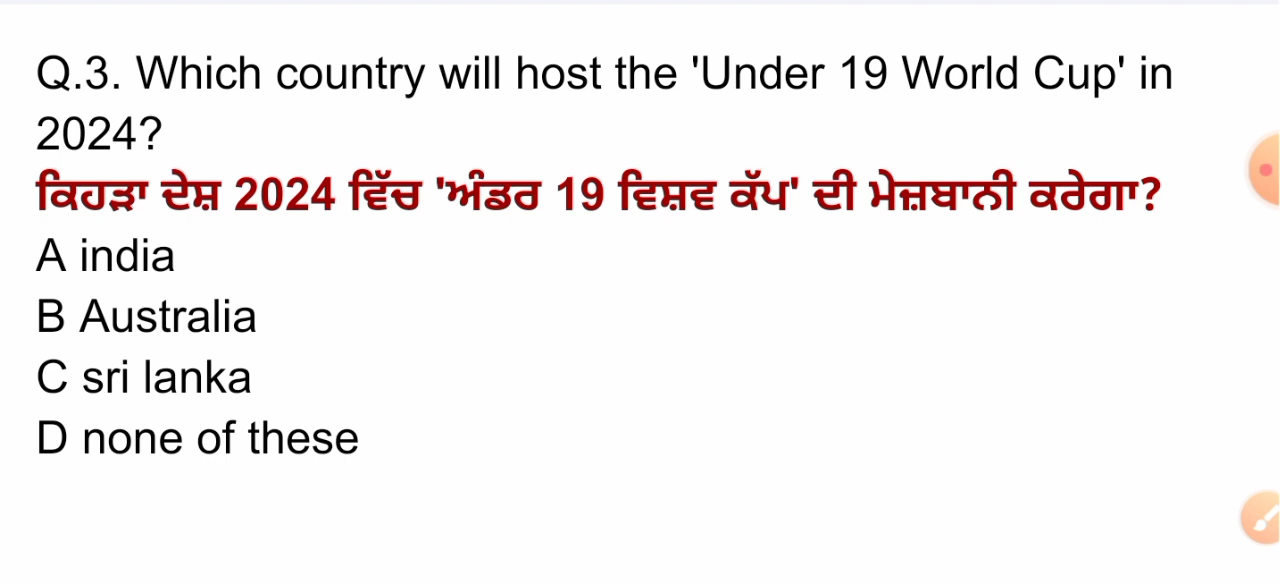 Q.3. Which country will host the 'Under 19 World Cup' in
2024?
ਕਿਹੜਾ ਦੇਸ਼ 2024 ਵਿੱਚ 'ਅੰਡਰ 19 ਵਿਸ਼ਵ ਕੱਪ' ਦੀ ਮੇਜ਼ਬਾਨੀ ਕਰੇਗਾ?
A india
B Australia
C sri lanka
D none of these